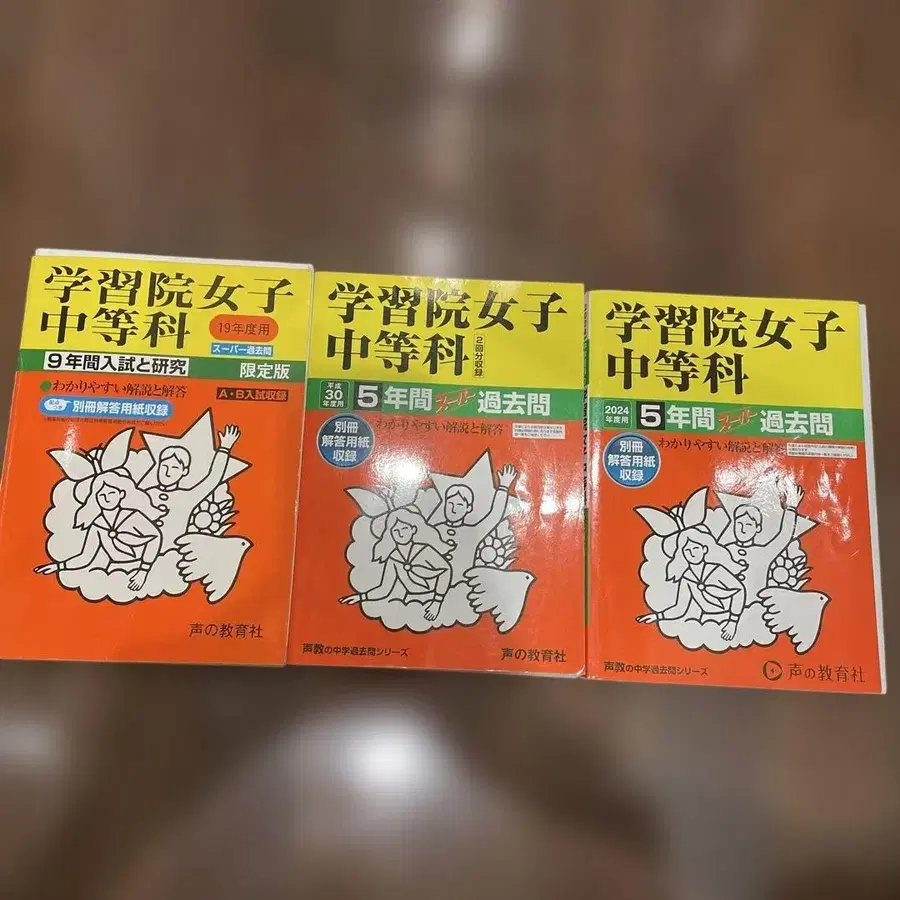 学習院女子
中等科
19年度用
スーパー過去問
9年間入試と研究
限定版
わかりやすい解説と解答
A・B入試収録
別冊解答用紙収録
声の教育社
学習院女子
中等科
2回分収録
平成
30
年度用
5年間
スーパー
過去問
わかりやすい解説と解答
別冊
解答用紙
収録
声教の中学過去問シリーズ
声の教育社
学習院女子
中等科
2024
年度用
5年間
スーパー
過去問
わかりやすい解説と解答
別冊
解答用紙
収録
声教の中学過去問シリーズ
声の教育社